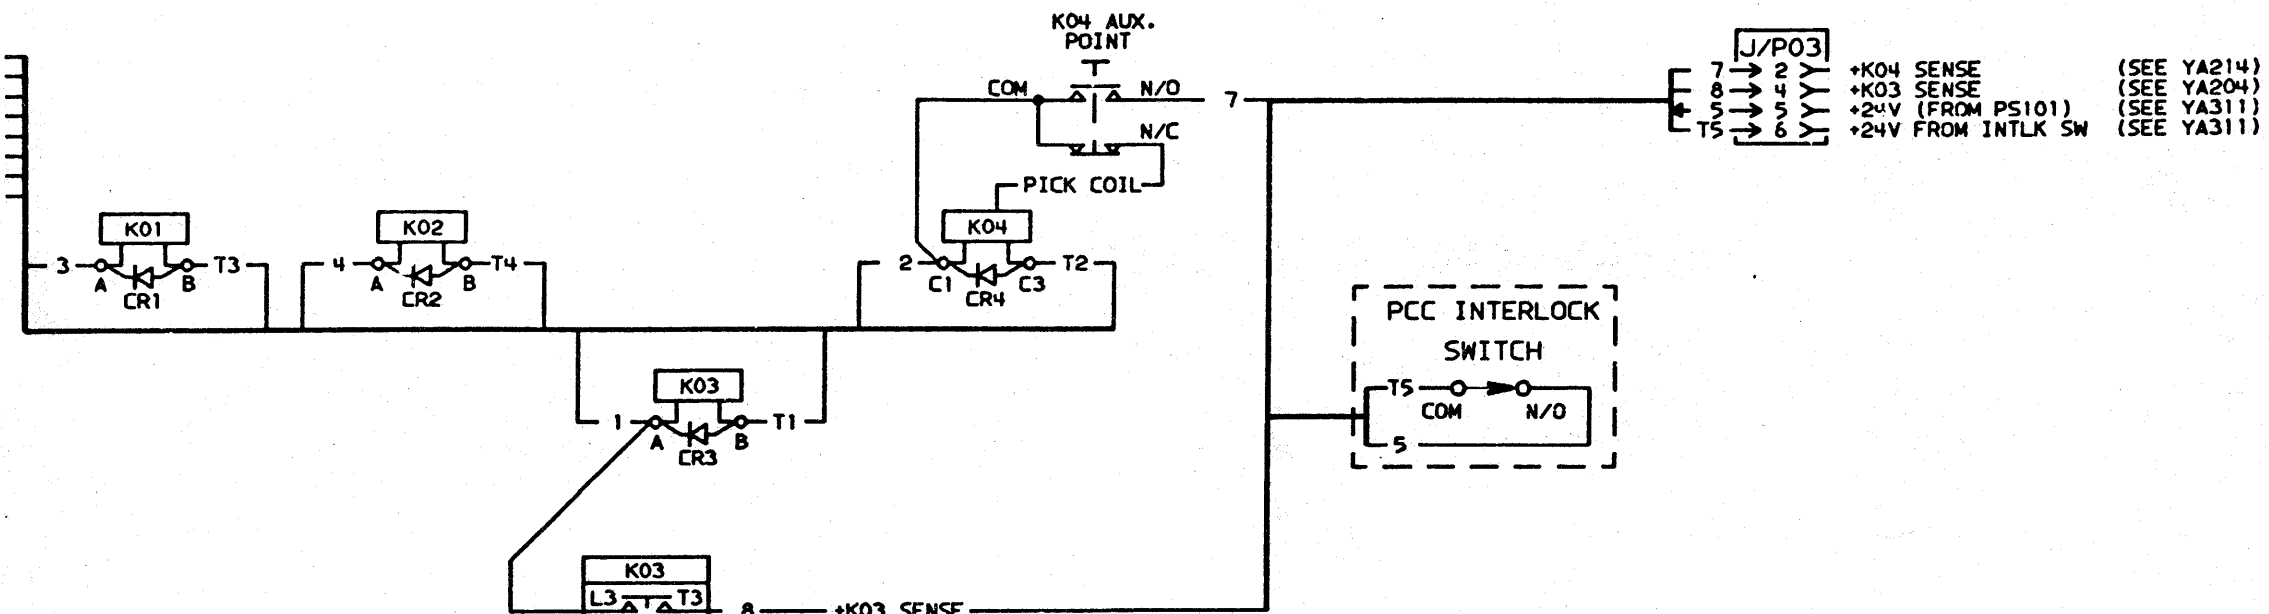 K04 AUX.
POINT
J/P03
7 2 +K04 SENSE (SEE YA214)
8 4 +K03 SENSE (SEE YA204)
5 5 +24V (FROM PS101) (SEE YA311)
T5 6 +24V FROM INTLK SW (SEE YA311)
COM N/O 7
N/C
PICK COIL
K01 K02 K04
3 T3 4 T4 2 T2
A B A B C1 C3
CR1 CR2 CR4
PCC INTERLOCK
SWITCH
K03
T5
COM N/O
1 T1
A B
5
CR3
K03
L3 T3 8 +K03 SENSE